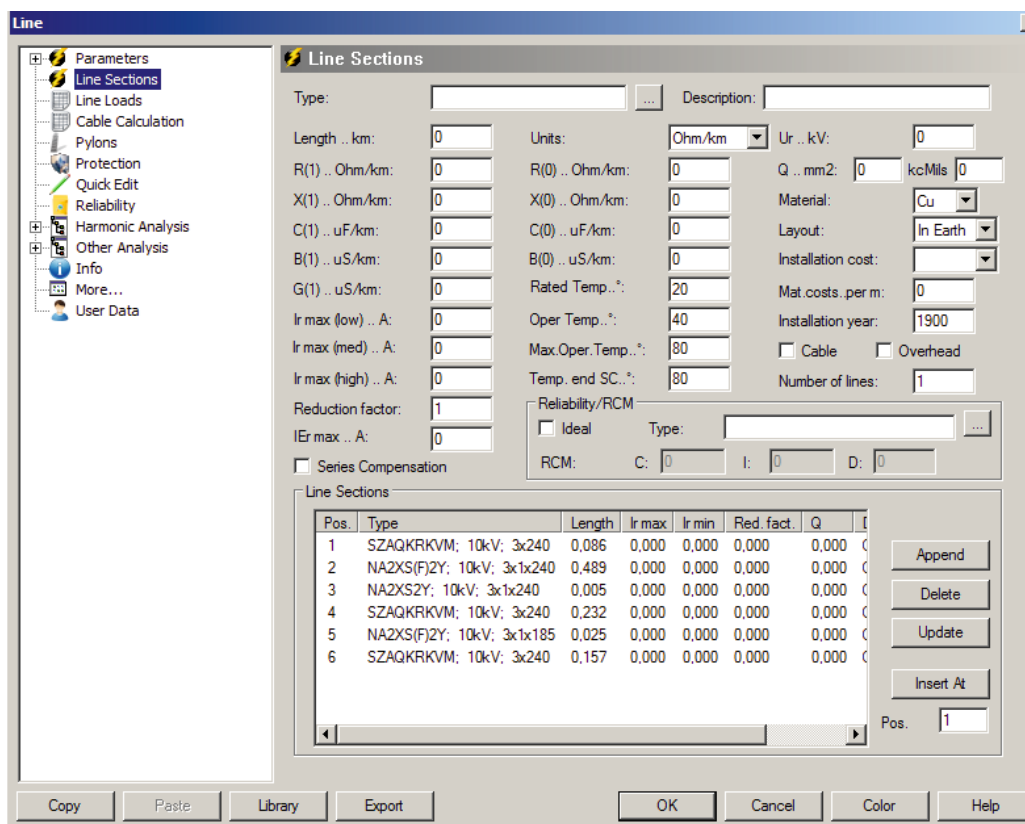 Line
Parameters
Line Sections
Line Loads
Cable Calculation
Pylons
Protection
Quick Edit
Reliability
Harmonic Analysis
Other Analysis
Info
More...
User Data
Line Sections
Type: ... Description:
Length .. km: 0 Units: Ohm/km Ur .. kV: 0
R(1) .. Ohm/km: 0 R(0) .. Ohm/km: 0 Q .. mm2: 0 kcMils 0
X(1) .. Ohm/km: 0 X(0) .. Ohm/km: 0 Material: Cu
C(1) .. uF/km: 0 C(0) .. uF/km: 0 Layout: In Earth
B(1) .. uS/km: 0 B(0) .. uS/km: 0 Installation cost:
G(1) .. uS/km: 0 Rated Temp..°: 20 Mat.costs..per m: 0
Ir max (low) .. A: 0 Oper Temp..°: 40 Installation year: 1900
Ir max (med) .. A: 0 Max.Oper.Temp..°: 80 Cable Overhead
Ir max (high) .. A: 0 Temp. end SC..°: 80 Number of lines: 1
Reduction factor: 1 Reliability/RCM
Ideal Type: ...
IEr max .. A: 0
RCM: C: 0 I: 0 D: 0
Series Compensation
Line Sections
Pos. Type Length Ir max Ir min Red. fact. Q
1 SZAQKRKVM; 10kV; 3x240 0,086 0,000 0,000 0,000 0,000
2 NA2XS(F)2Y; 10kV; 3x1x240 0,489 0,000 0,000 0,000 0,000
3 NA2XS2Y; 10kV; 3x1x240 0,005 0,000 0,000 0,000 0,000
4 SZAQKRKVM; 10kV; 3x240 0,232 0,000 0,000 0,000 0,000
5 NA2XS(F)2Y; 10kV; 3x1x185 0,025 0,000 0,000 0,000 0,000
6 SZAQKRKVM; 10kV; 3x240 0,157 0,000 0,000 0,000 0,000
Append
Delete
Update
Insert At
Pos. 1
Copy Paste Library Export OK Cancel Color Help